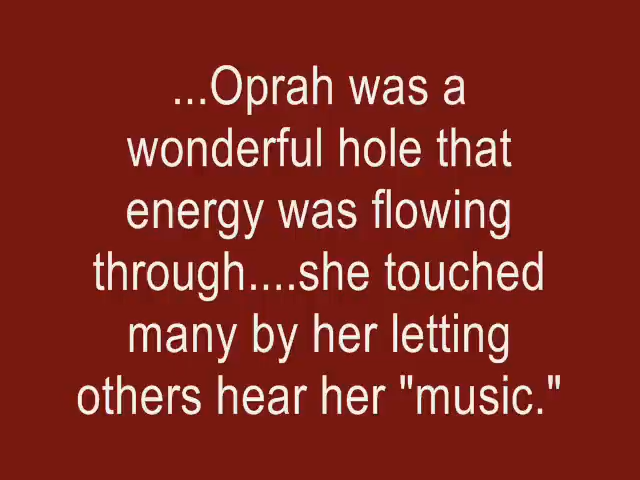 ...Oprah was a
wonderful hole that
energy was flowing
through....she touched
many by her letting
others hear her "music."